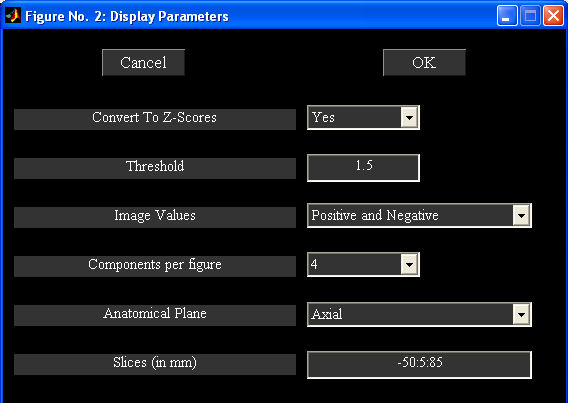 Figure No. 2: Display Parameters
Cancel OK
Convert To Z-Scores Yes
Threshold 1.5
Image Values Positive and Negative
Components per figure 4
Anatomical Plane Axial
Slices (in mm) -50:5:85